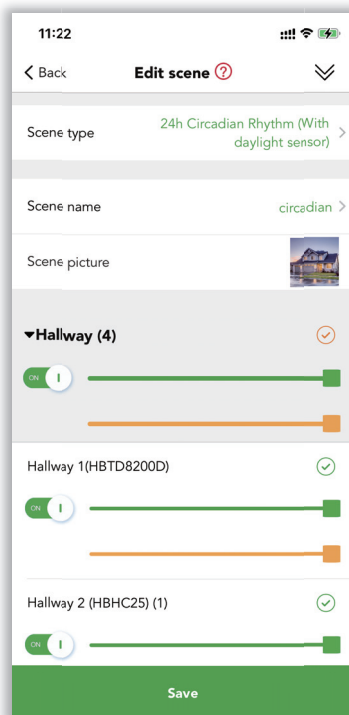 11:22
Back
Edit scene ?
Scene type
24h Circadian Rhythm (With
daylight sensor)
Scene name
circadian
Scene picture
Hallway (4)
ON
Hallway 1(HBTD8200D)
ON
Hallway 2 (HBHC25) (1)
ON
Save